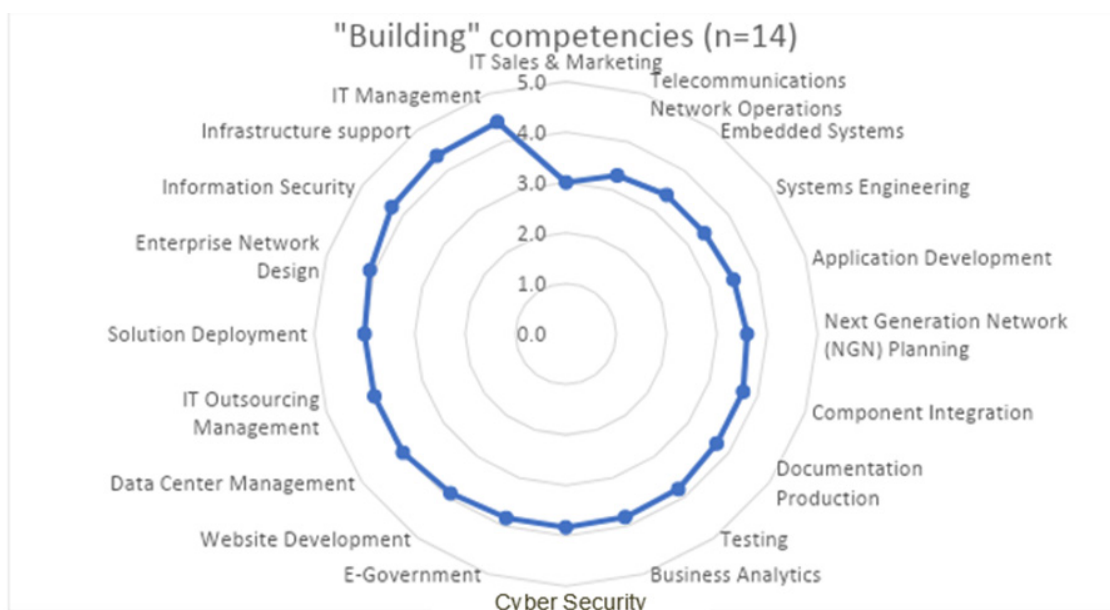 "Building" competencies (n=14)
IT Sales & Marketing
Telecommunications
Network Operations
Embedded Systems
Systems Engineering
Application Development
Next Generation Network
(NGN) Planning
Component Integration
Documentation
Production
Testing
Business Analytics
Cyber Security
E-Government
Website Development
Data Center Management
IT Outsourcing
Management
Solution Deployment
Enterprise Network
Design
Information Security
Infrastructure support
IT Management
5.0
4.0
3.0
2.0
1.0
0.0